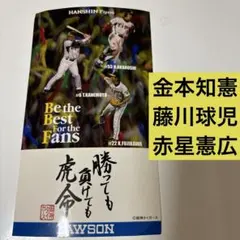 HANSHIN Tigers
#53 N.AKAHOSHI
#6 T.KANEMOTO
#22 K.FUJIKAWA
Be the
Best
For the
Fans
勝っても
負けても
虎命
LAWSON
金本知憲
藤川球児
赤星憲広